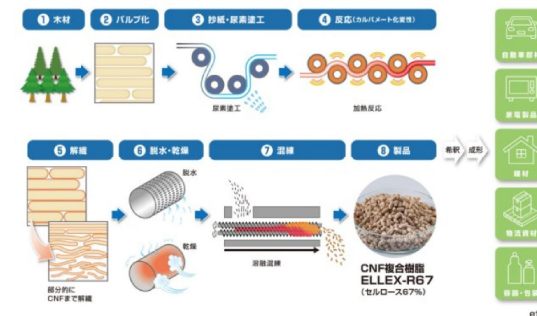 1 木材
2 パルプ化
3 抄紙・尿素塗工
4 反応(カルバメート化変性)
尿素塗工
加熱反応
5 解繊
6 脱水・乾燥
7 混練
8 製品
脱水
乾燥
溶融混練
部分的に
CNFまで解繊
CNF複合樹脂
ELLEX-R67
(セルロース67%)
希釈
成形
自動車部材
家電製品
建材
物流資材
容器・包装